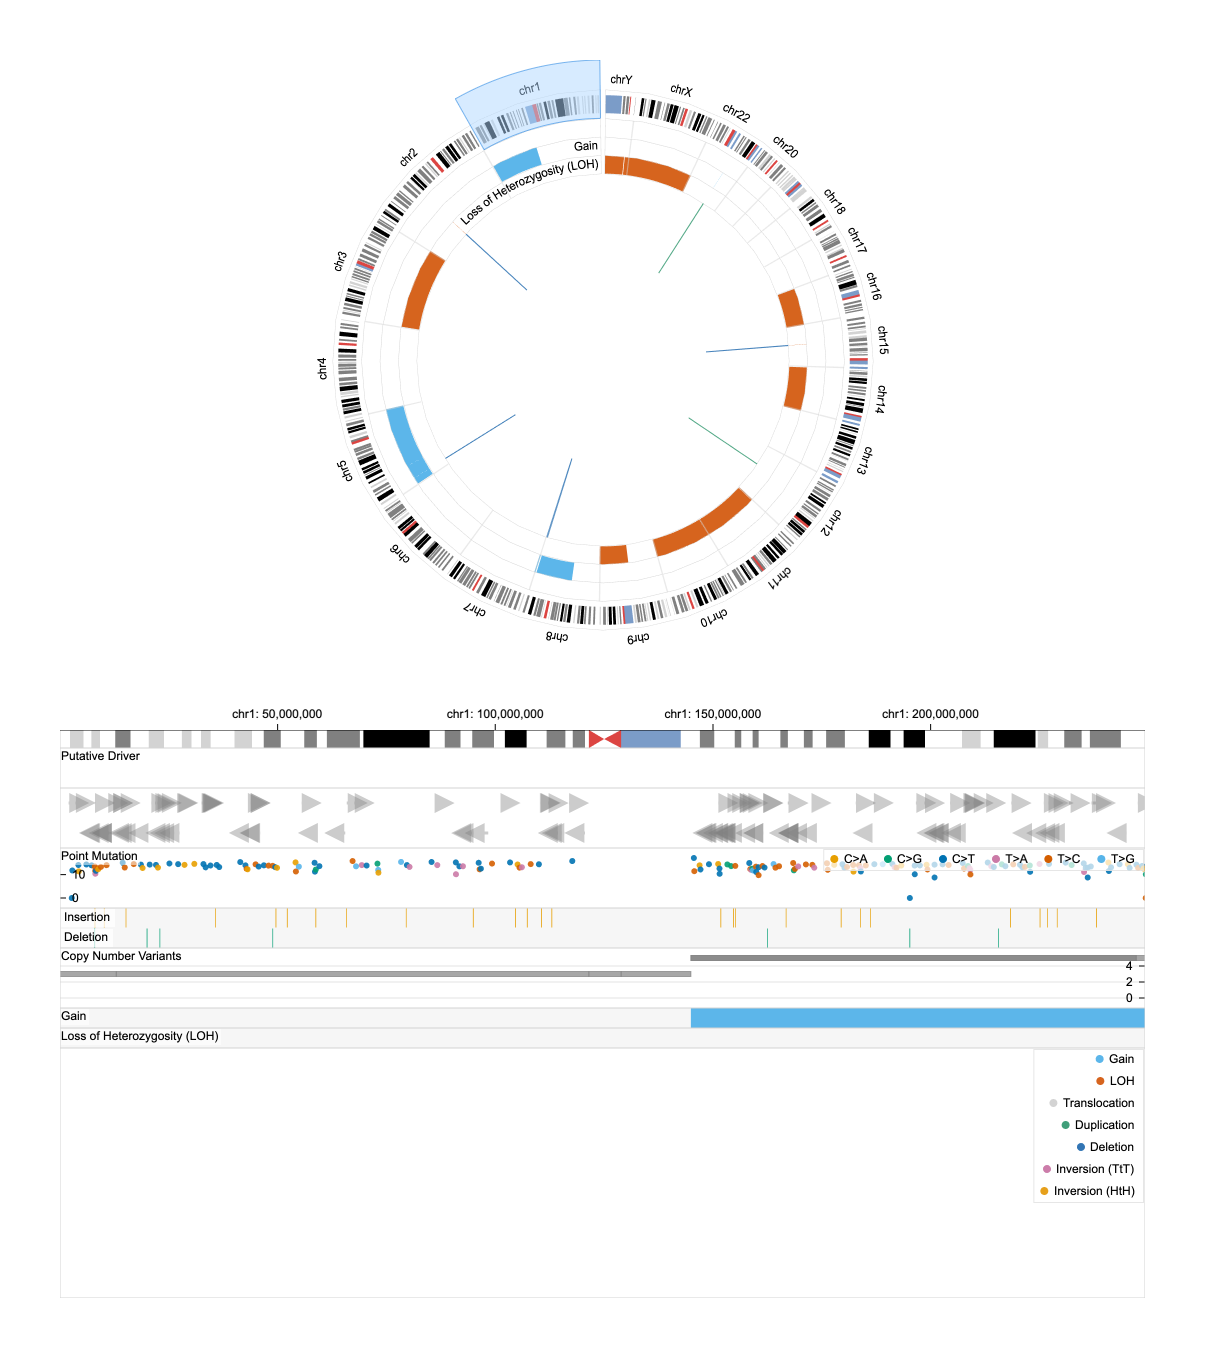 chr1
chrY
chrX
chr22
chr20
chr18
chr17
chr16
chr15
chr14
chr13
chr12
chr11
chr10
chr9
chr8
chr7
chr6
chr5
chr4
chr3
chr2
Gain
Loss of Heterozygosity (LOH)
chr1: 50,000,000 chr1: 100,000,000 chr1: 150,000,000 chr1: 200,000,000
Putative Driver
Point Mutation
C>A C>G C>T T>A T>C T>G
10
0
Insertion
Deletion
Copy Number Variants
4
2
0
Gain
Loss of Heterozygosity (LOH)
Gain
LOH
Translocation
Duplication
Deletion
Inversion (TtT)
Inversion (HtH)